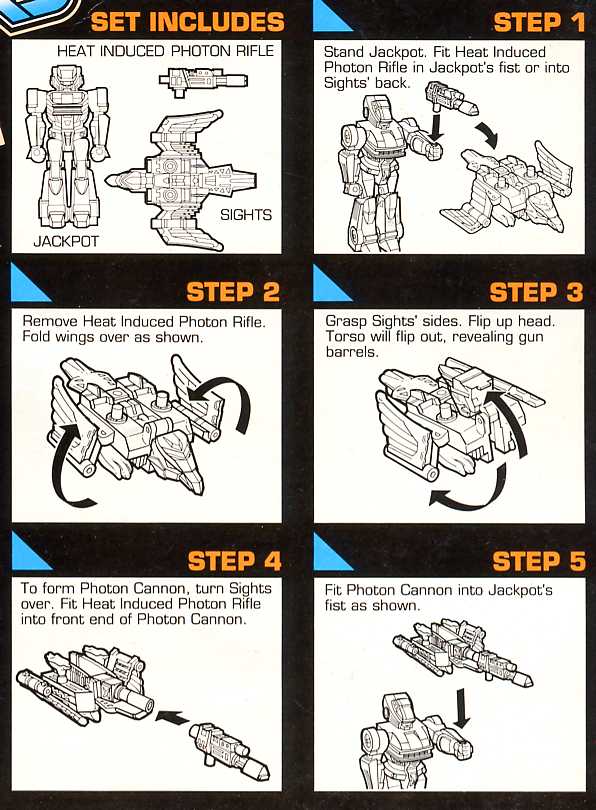 SET INCLUDES
HEAT INDUCED PHOTON RIFLE
SIGHTS
JACKPOT
STEP 1
Stand Jackpot. Fit Heat Induced
Photon Rifle in Jackpot's fist or into
Sights' back.
STEP 2
Remove Heat Induced Photon Rifle.
Fold wings over as shown.
STEP 3
Grasp Sights' sides. Flip up head.
Torso will flip out, revealing gun
barrels.
STEP 4
To form Photon Cannon, turn Sights
over. Fit Heat Induced Photon Rifle
into front end of Photon Cannon.
STEP 5
Fit Photon Cannon into Jackpot's
fist as shown.